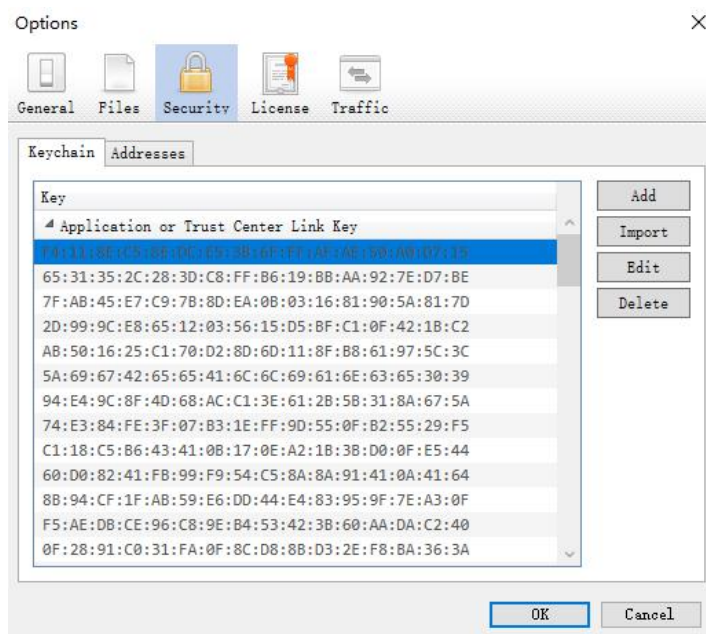 Options
General Files Security License Traffic
Keychain Addresses
Key
Application or Trust Center Link Key
65:31:35:2C:28:3D:C8:FF:B6:19:BB:AA:92:7E:D7:BE
7F:AB:45:E7:C9:7B:8D:EA:0B:03:16:81:90:5A:81:7D
2D:99:9C:E8:65:12:03:56:15:D5:BF:C1:0F:42:1B:C2
AB:50:16:25:C1:70:D2:8D:6D:11:8F:B8:61:97:5C:3C
5A:69:67:42:65:65:41:6C:6C:69:61:6E:63:65:30:39
94:E4:9C:8F:4D:68:AC:C1:3E:61:2B:5B:31:8A:67:5A
74:E3:84:FE:3F:07:B3:1E:FF:9D:55:0F:B2:55:29:F5
C1:18:C5:B6:43:41:0B:17:0E:A2:1B:3B:D0:0F:E5:44
60:D0:82:41:FB:99:F9:54:C5:8A:8A:91:41:0A:41:64
8B:94:CF:1F:AB:59:E6:DD:44:E4:83:95:9F:7E:A3:0F
F5:AE:DB:CE:96:C8:9E:B4:53:42:3B:60:AA:DA:C2:40
0F:28:91:C0:31:FA:0F:8C:D8:8B:D3:2E:F8:BA:36:3A
Add
Import
Edit
Delete
OK Cancel